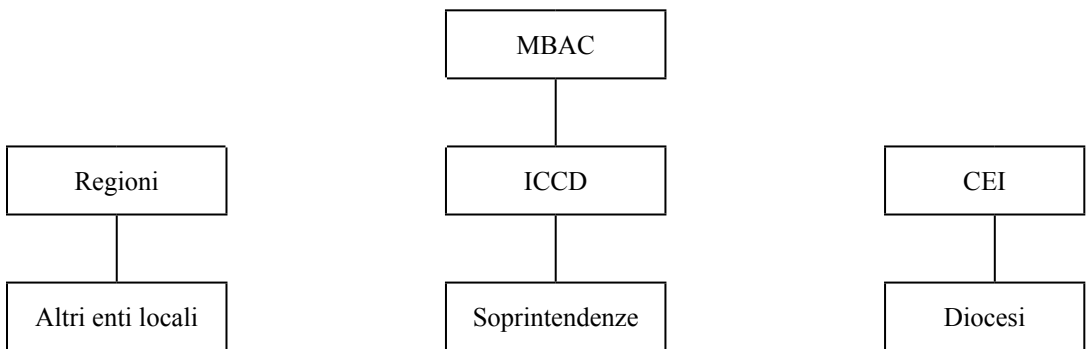 MBAC
Regioni
ICCD
CEI
Altri enti locali
Soprintendenze
Diocesi